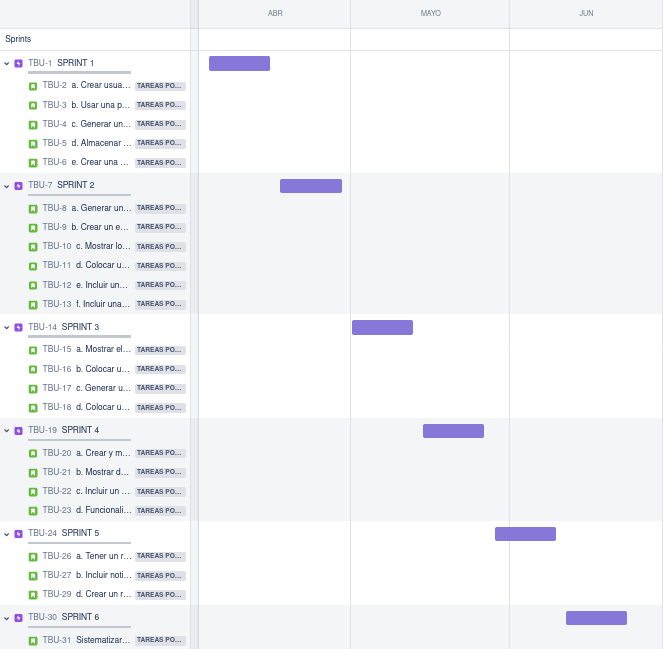 ABR MAYO JUN
Sprints
TBU-1 SPRINT 1
TBU-2 a. Crear usua... TAREAS PO...
TBU-3 b. Usar una p... TAREAS PO...
TBU-4 c. Generar un... TAREAS PO...
TBU-5 d. Almacenar ... TAREAS PO...
TBU-6 e. Crear una ... TAREAS PO...
TBU-7 SPRINT 2
TBU-8 a. Generar un... TAREAS PO...
TBU-9 b. Crear un e... TAREAS PO...
TBU-10 c. Mostrar lo... TAREAS PO...
TBU-11 d. Colocar u... TAREAS PO...
TBU-12 e. Incluir un... TAREAS PO...
TBU-13 f. Incluir una... TAREAS PO...
TBU-14 SPRINT 3
TBU-15 a. Mostrar el... TAREAS PO...
TBU-16 b. Colocar u... TAREAS PO...
TBU-17 c. Generar u... TAREAS PO...
TBU-18 d. Colocar u... TAREAS PO...
TBU-19 SPRINT 4
TBU-20 a. Crear y m... TAREAS PO...
TBU-21 b. Mostrar d... TAREAS PO...
TBU-22 c. Incluir un ... TAREAS PO...
TBU-23 d. Funcionali... TAREAS PO...
TBU-24 SPRINT 5
TBU-26 a. Tener un r... TAREAS PO...
TBU-27 b. Incluir noti... TAREAS PO...
TBU-29 d. Crear un r... TAREAS PO...
TBU-30 SPRINT 6
TBU-31 Sistematizar... TAREAS PO...